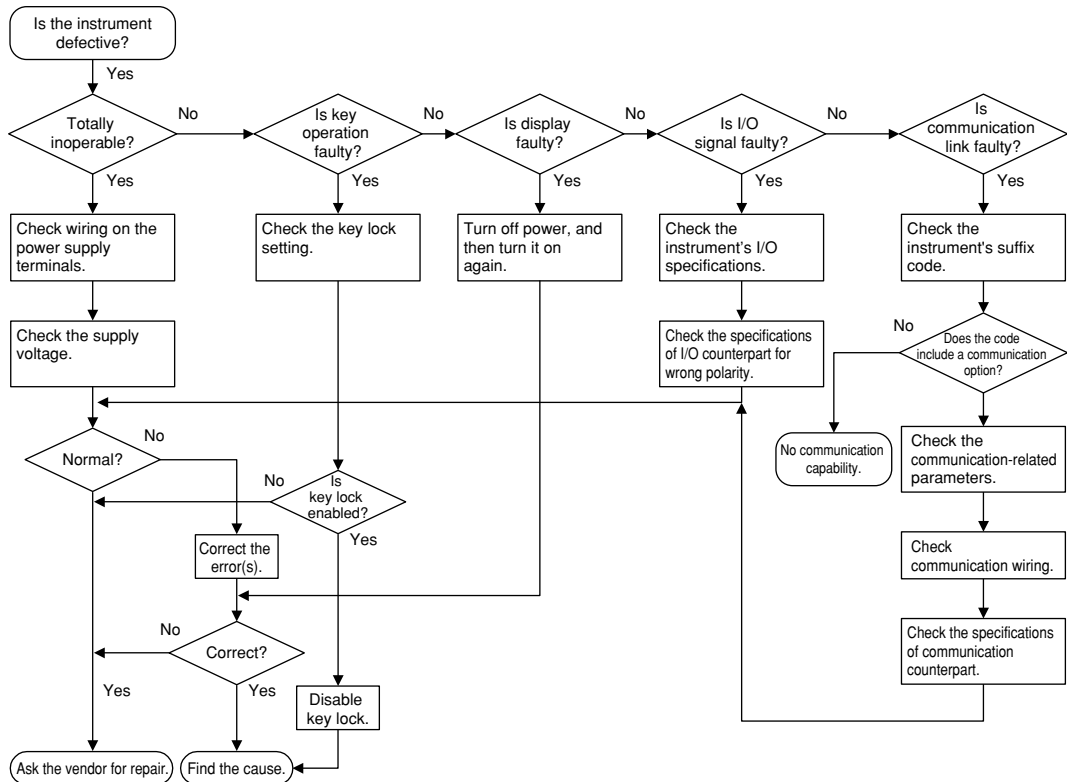 Is the instrument
defective?
Yes
Totally
inoperable?
No
Is key
operation
faulty?
No
Is display
faulty?
No
Is I/O
signal faulty?
No
Is
communication
link faulty?
Yes
Yes
Yes
Yes
Yes
Check wiring on the
power supply
terminals.
Check the key lock
setting.
Turn off power, and
then turn it on
again.
Check the
instrument's I/O
specifications.
Check the
instrument's suffix
code.
Check the supply
voltage.
Check the specifications
of I/O counterpart for
wrong polarity.
No
Does the code
include a communication
option?
No communication
capability.
Check the
communication-related
parameters.
Normal?
No
No
Is
key lock
enabled?
Yes
Correct the
error(s).
Check
communication wiring.
No
Correct?
Check the specifications
of communication
counterpart.
Yes
Yes
Disable
key lock.
Ask the vendor for repair.
Find the cause.